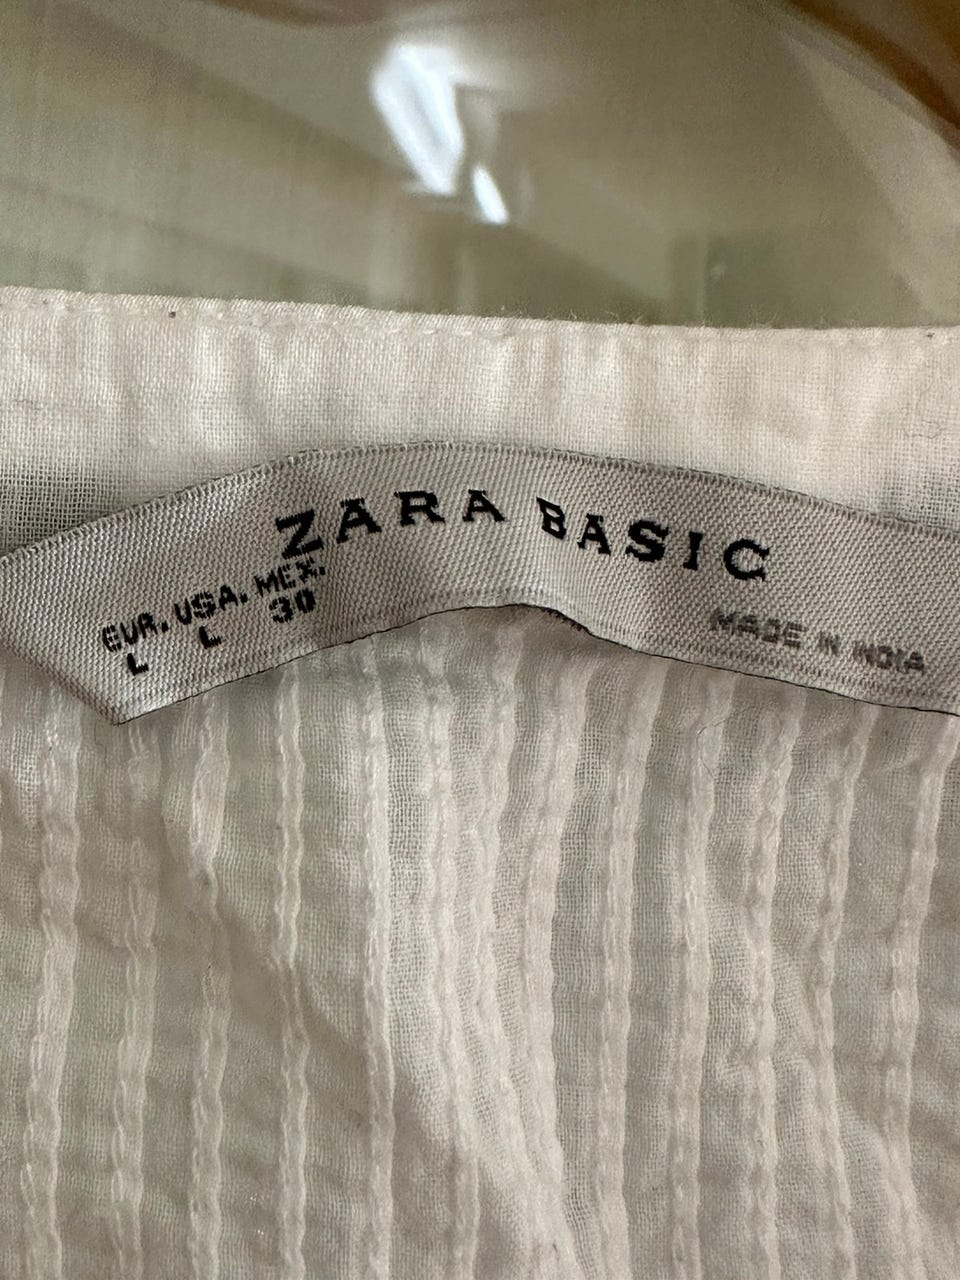 ZARA BASIC
EUR. USA. MEX.
L L 30
MADE IN INDIA